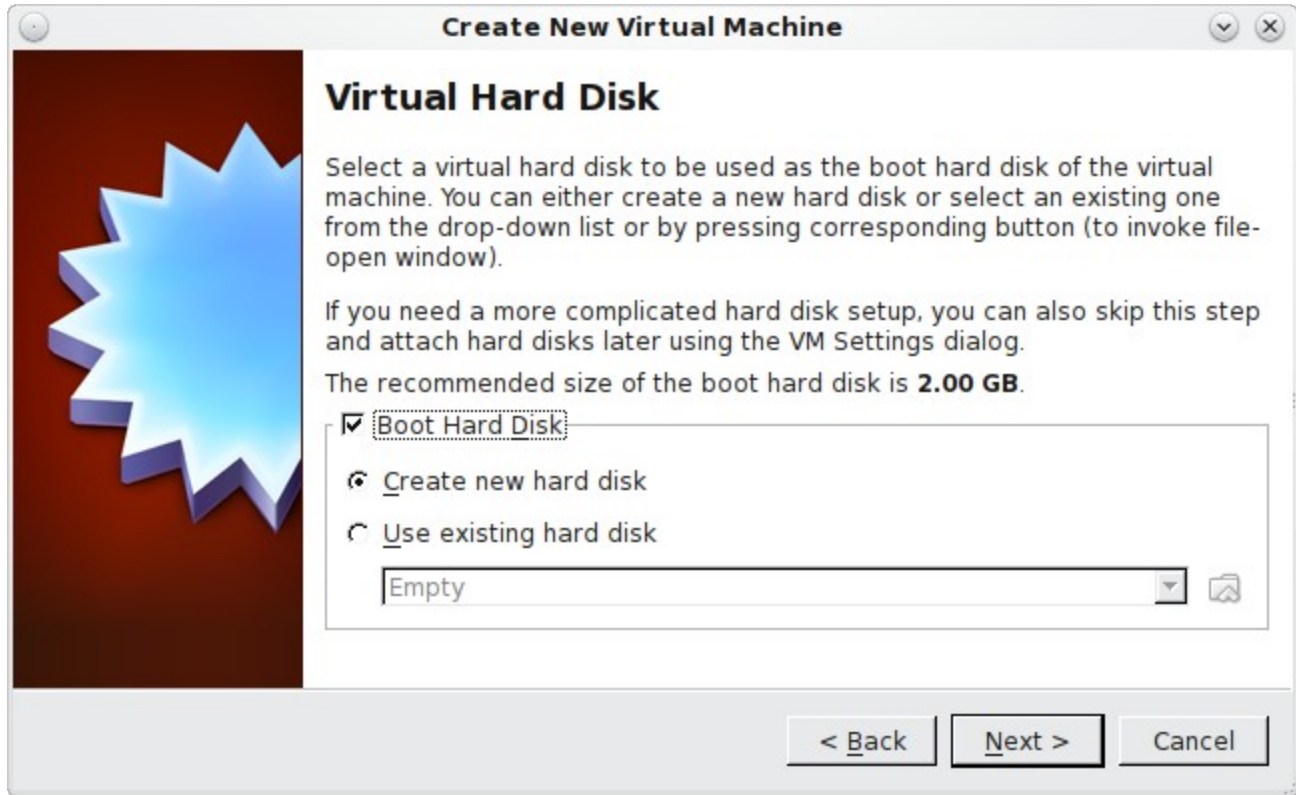 Create New Virtual Machine
Virtual Hard Disk
Select a virtual hard disk to be used as the boot hard disk of the virtual
machine. You can either create a new hard disk or select an existing one
from the drop-down list or by pressing corresponding button (to invoke file-
open window).
If you need a more complicated hard disk setup, you can also skip this step
and attach hard disks later using the VM Settings dialog.
The recommended size of the boot hard disk is 2.00 GB.
Boot Hard Disk
Create new hard disk
Use existing hard disk
Empty
< Back Next > Cancel